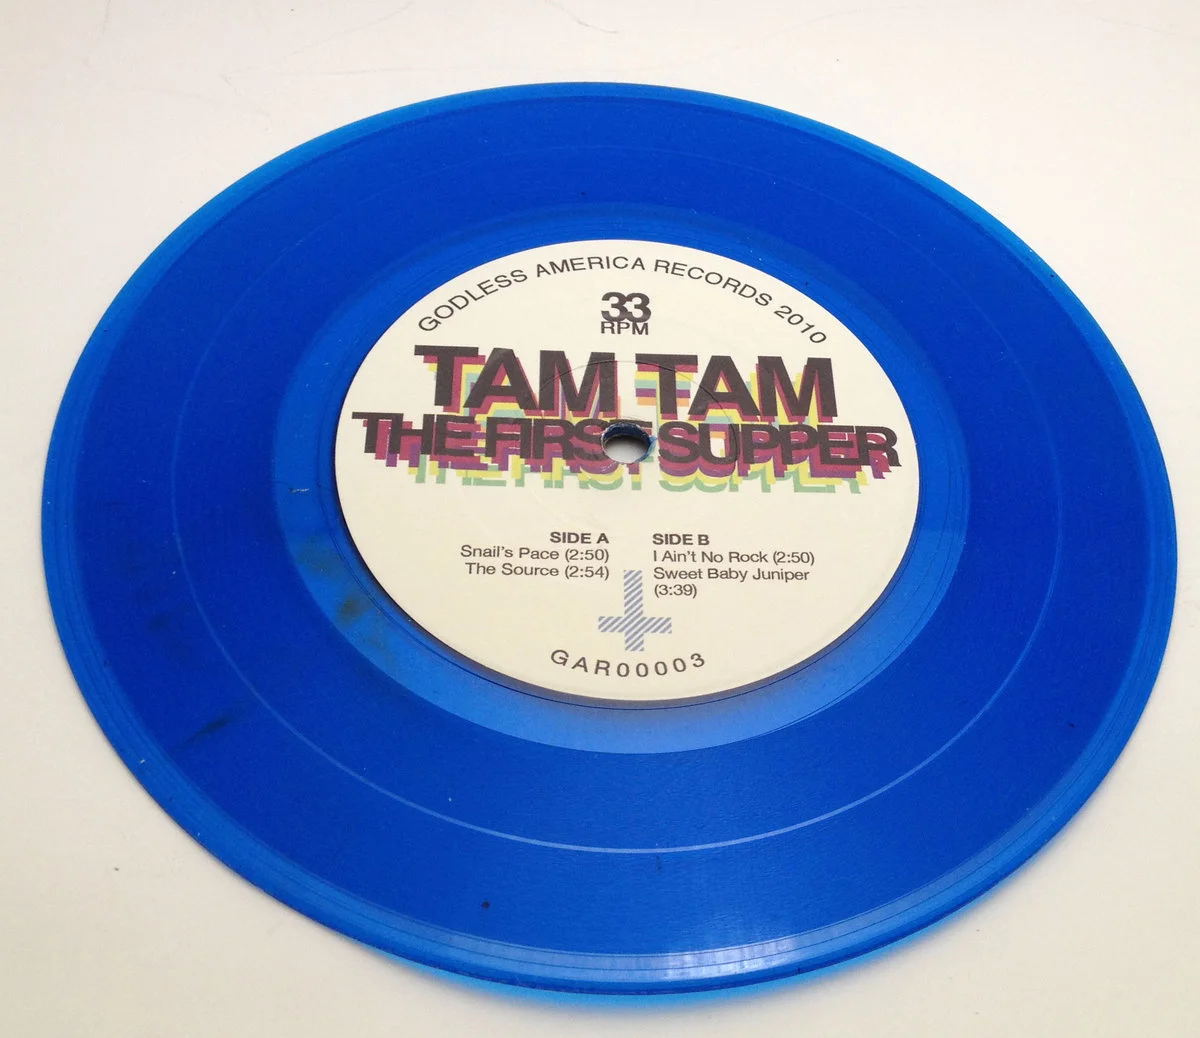 GODLESS AMERICA RECORDS 2010
33
RPM
TAM TAM
THE FIRST SUPPER
SIDE A
Snail's Pace (2:50)
The Source (2:54)
SIDE B
I Ain't No Rock (2:50)
Sweet Baby Juniper
(3:39)
GAR00003